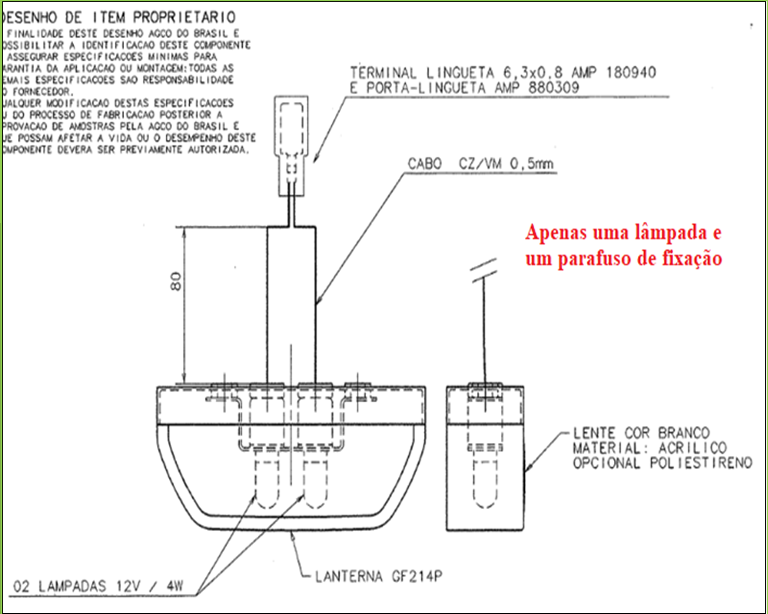 DESENHO DE ITEM PROPRIETARIO
FINALIDADE DESTE DESENHO AGCO DO BRASIL E
OSSIBILITAR A IDENTIFICACAO DESTE COMPONENTE
ASSEGURAR ESPECIFICACOES MINIMAS PARA
ARANTIA DA APLICACAO OU MONTAGEM:TODAS AS
EMAIS ESPECIFICACOES SAO RESPONSABILIDADE
O FORNECEDOR.
UALQUER MODIFICACAO DESTAS ESPECIFICACOES
U DO PROCESSO DE FABRICACAO POSTERIOR A
PROVACAO DE AMOSTRAS PELA AGCO DO BRASIL E
UE POSSAM AFETAR A VIDA OU O DESEMPENHO DESTE
OMPONENTE DEVERA SER PREVIAMENTE AUTORIZADA.
TERMINAL LINGUETA 6,3x0,8 AMP 180940
E PORTA-LINGUETA AMP 880309
CABO CZ/VM 0,5mm
Apenas uma lâmpada e
um parafuso de fixação
80
LENTE COR BRANCO
MATERIAL: ACRILICO
OPCIONAL POLIESTIRENO
LANTERNA GF214P
02 LAMPADAS 12V / 4W